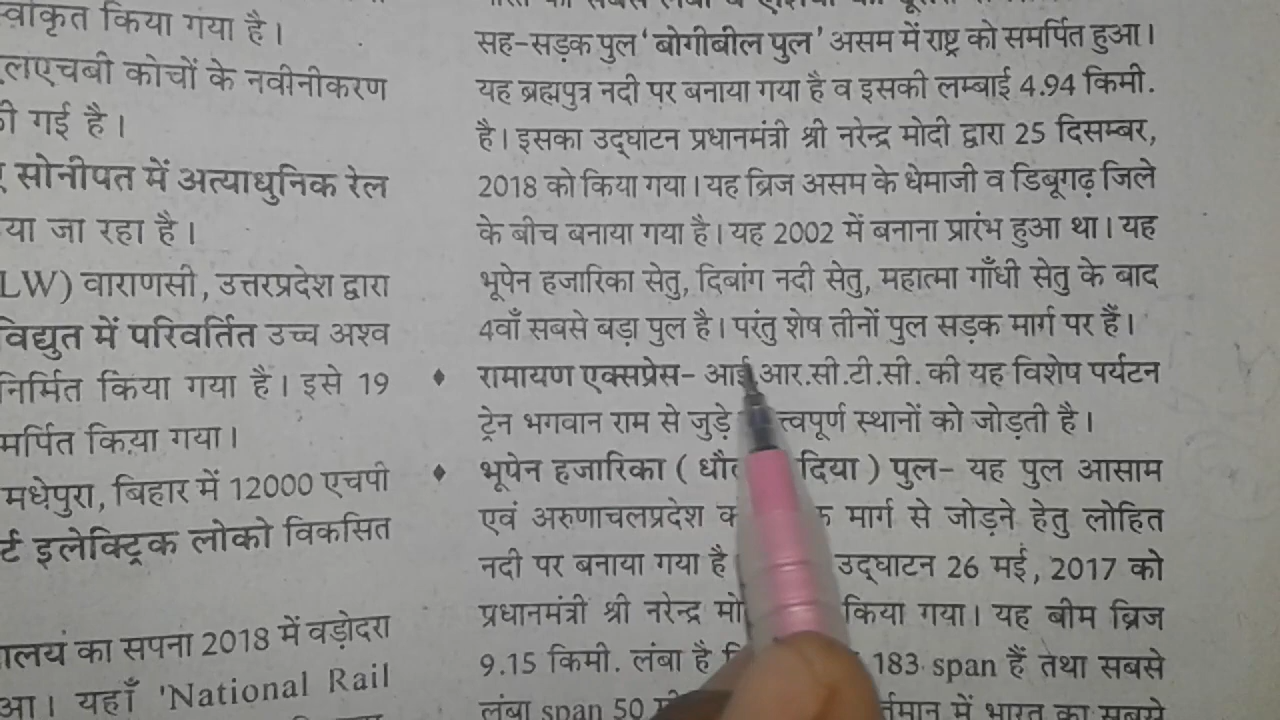 स्वीकृत किया गया है।
एलएचबी कोचों के नवीनीकरण
की गई है।
सोनीपत में अत्याधुनिक रेल
या जा रहा है।
LW) वाराणसी, उत्तरप्रदेश द्वारा
विद्युत में परिवर्तित उच्च अश्व
निर्मित किया गया है। इसे 19
मर्पित किया गया।
मधेपुरा, बिहार में 12000 एचपी
र्ट इलेक्ट्रिक लोको विकसित
ालय का सपना 2018 में वड़ोदरा
आ। यहाँ 'National Rail
सह-सड़क पुल 'बोगीबील पुल' असम में राष्ट्र को समर्पित हुआ।
यह ब्रह्मपुत्र नदी पर बनाया गया है व इसकी लम्बाई 4.94 किमी.
है। इसका उद्घाटन प्रधानमंत्री श्री नरेन्द्र मोदी द्वारा 25 दिसम्बर,
2018 को किया गया। यह ब्रिज असम के धेमाजी व डिबूगढ़ जिले
के बीच बनाया गया है। यह 2002 में बनाना प्रारंभ हुआ था। यह
भूपेन हजारिका सेतु, दिबांग नदी सेतु, महात्मा गाँधी सेतु के बाद
4वाँ सबसे बड़ा पुल है। परंतु शेष तीनों पुल सड़क मार्ग पर हैं।
♦ रामायण एक्सप्रेस- आई.आर.सी.टी.सी. की यह विशेष पर्यटन
ट्रेन भगवान राम से जुड़े त्त्वपूर्ण स्थानों को जोड़ती है।
♦ भूपेन हजारिका ( धौ दिया ) पुल- यह पुल आसाम
एवं अरुणाचलप्रदेश क मार्ग से जोड़ने हेतु लोहित
नदी पर बनाया गया है उद्घाटन 26 मई, 2017 को
प्रधानमंत्री श्री नरेन्द्र मो किया गया। यह बीम ब्रिज
9.15 किमी. लंबा है 183 span हैं तथा सबसे
लंबा span 50 र्तमान में भारत का सबसे